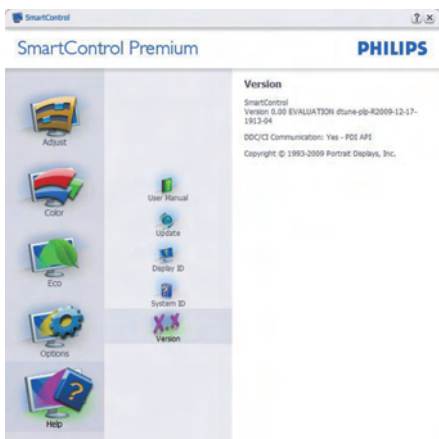 SmartControl
SmartControl Premium
PHILIPS
Adjust
Color
Eco
Options
Help
User Manual
Update
Display ID
System ID
Version
Version
SmartControl
Version 0.00 EVALUATION dtune-plp-R2009-12-17-
1913-04
DDC/CI Communication: Yes - PDI API
Copyright © 1993-2009 Portrait Displays, Inc.